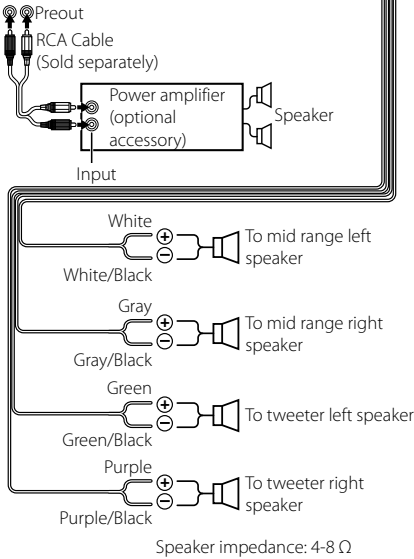 Preout
RCA Cable
(Sold separately)
Power amplifier
(optional
accessory)
Speaker
Input
White
White/Black
To mid range left
speaker
Gray
Gray/Black
To mid range right
speaker
Green
Green/Black
To tweeter left speaker
Purple
Purple/Black
To tweeter right
speaker
Speaker impedance: 4-8 Ω